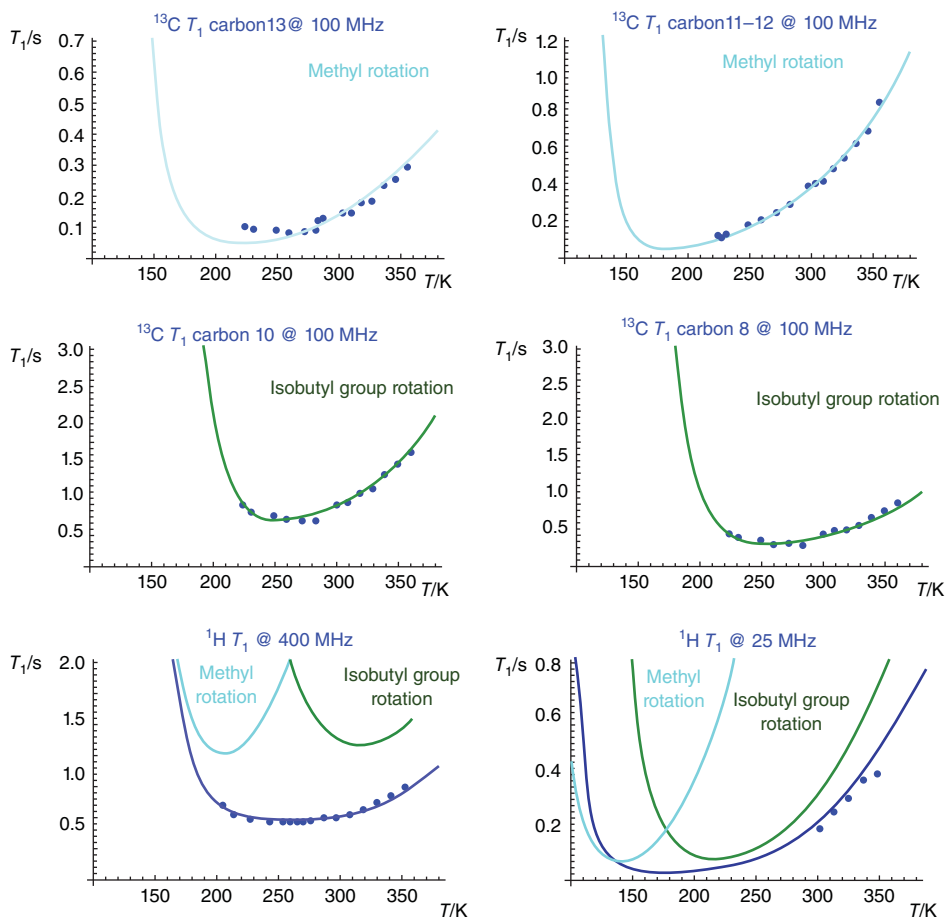 ¹³C T₁ carbon13@ 100 MHz
T₁/s
0.7
0.6
0.5
0.4
0.3
0.2
0.1
Methyl rotation
150 200 250 300 350
T/K
¹³C T₁ carbon11–12 @ 100 MHz
T₁/s
1.2
1.0
0.8
0.6
0.4
0.2
Methyl rotation
150 200 250 300 350
T/K
¹³C T₁ carbon 10 @ 100 MHz
T₁/s
3.0
2.5
2.0
1.5
1.0
0.5
Isobutyl group rotation
150 200 250 300 350
T/K
¹³C T₁ carbon 8 @ 100 MHz
T₁/s
3.0
2.5
2.0
1.5
1.0
0.5
Isobutyl group rotation
150 200 250 300 350
T/K
¹H T₁ @ 400 MHz
T₁/s
2.0
1.5
1.0
0.5
Methyl
rotation
Isobutyl group
rotation
150 200 250 300 350
T/K
¹H T₁ @ 25 MHz
T₁/s
0.8
0.6
0.4
0.2
Methyl
rotation
Isobutyl group
rotation
150 200 250 300 350
T/K